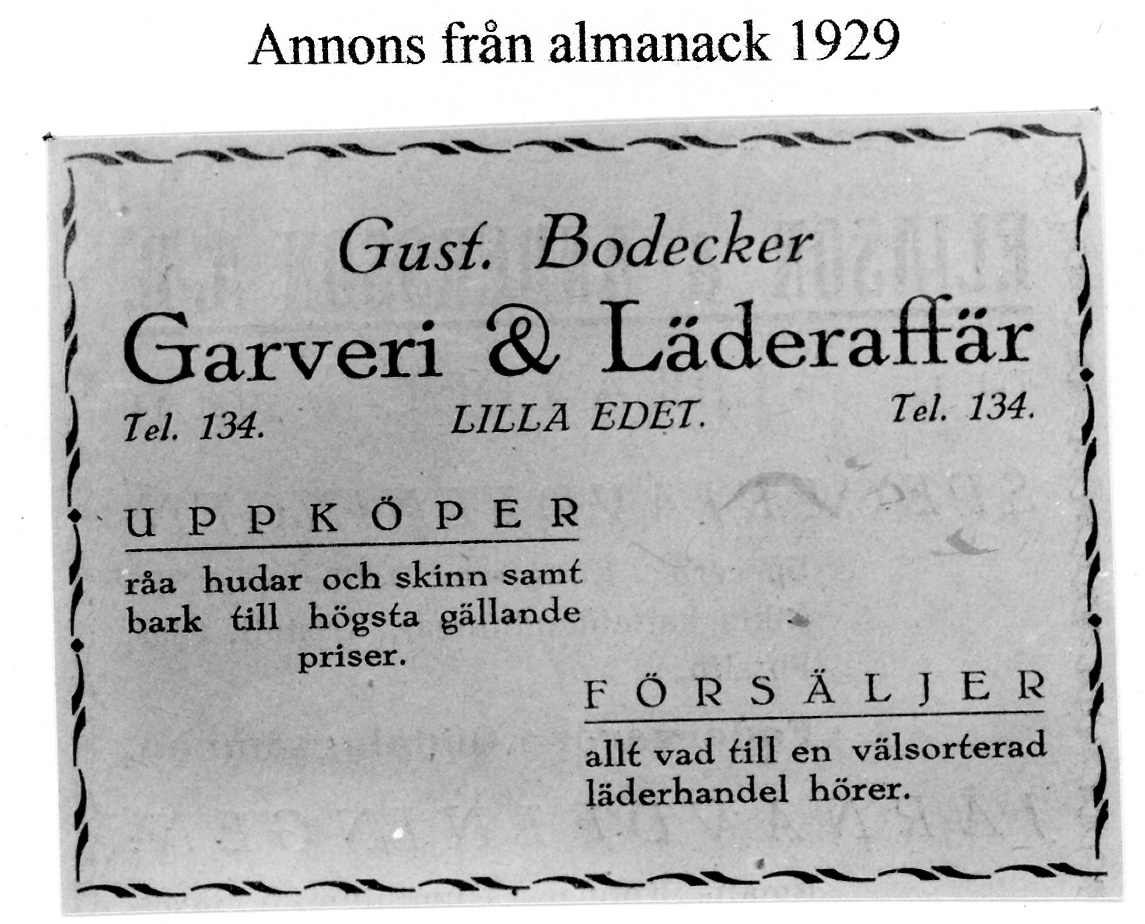 Annons från almanack 1929
Gust. Bodecker
Garveri & Läderaffär
Tel. 134. LILLA EDET. Tel. 134.
UPPKÖPER
råa hudar och skinn samt
bark till högsta gällande
priser.
FÖRSÄLJER
allt vad till en välsorterad
läderhandel hörer.